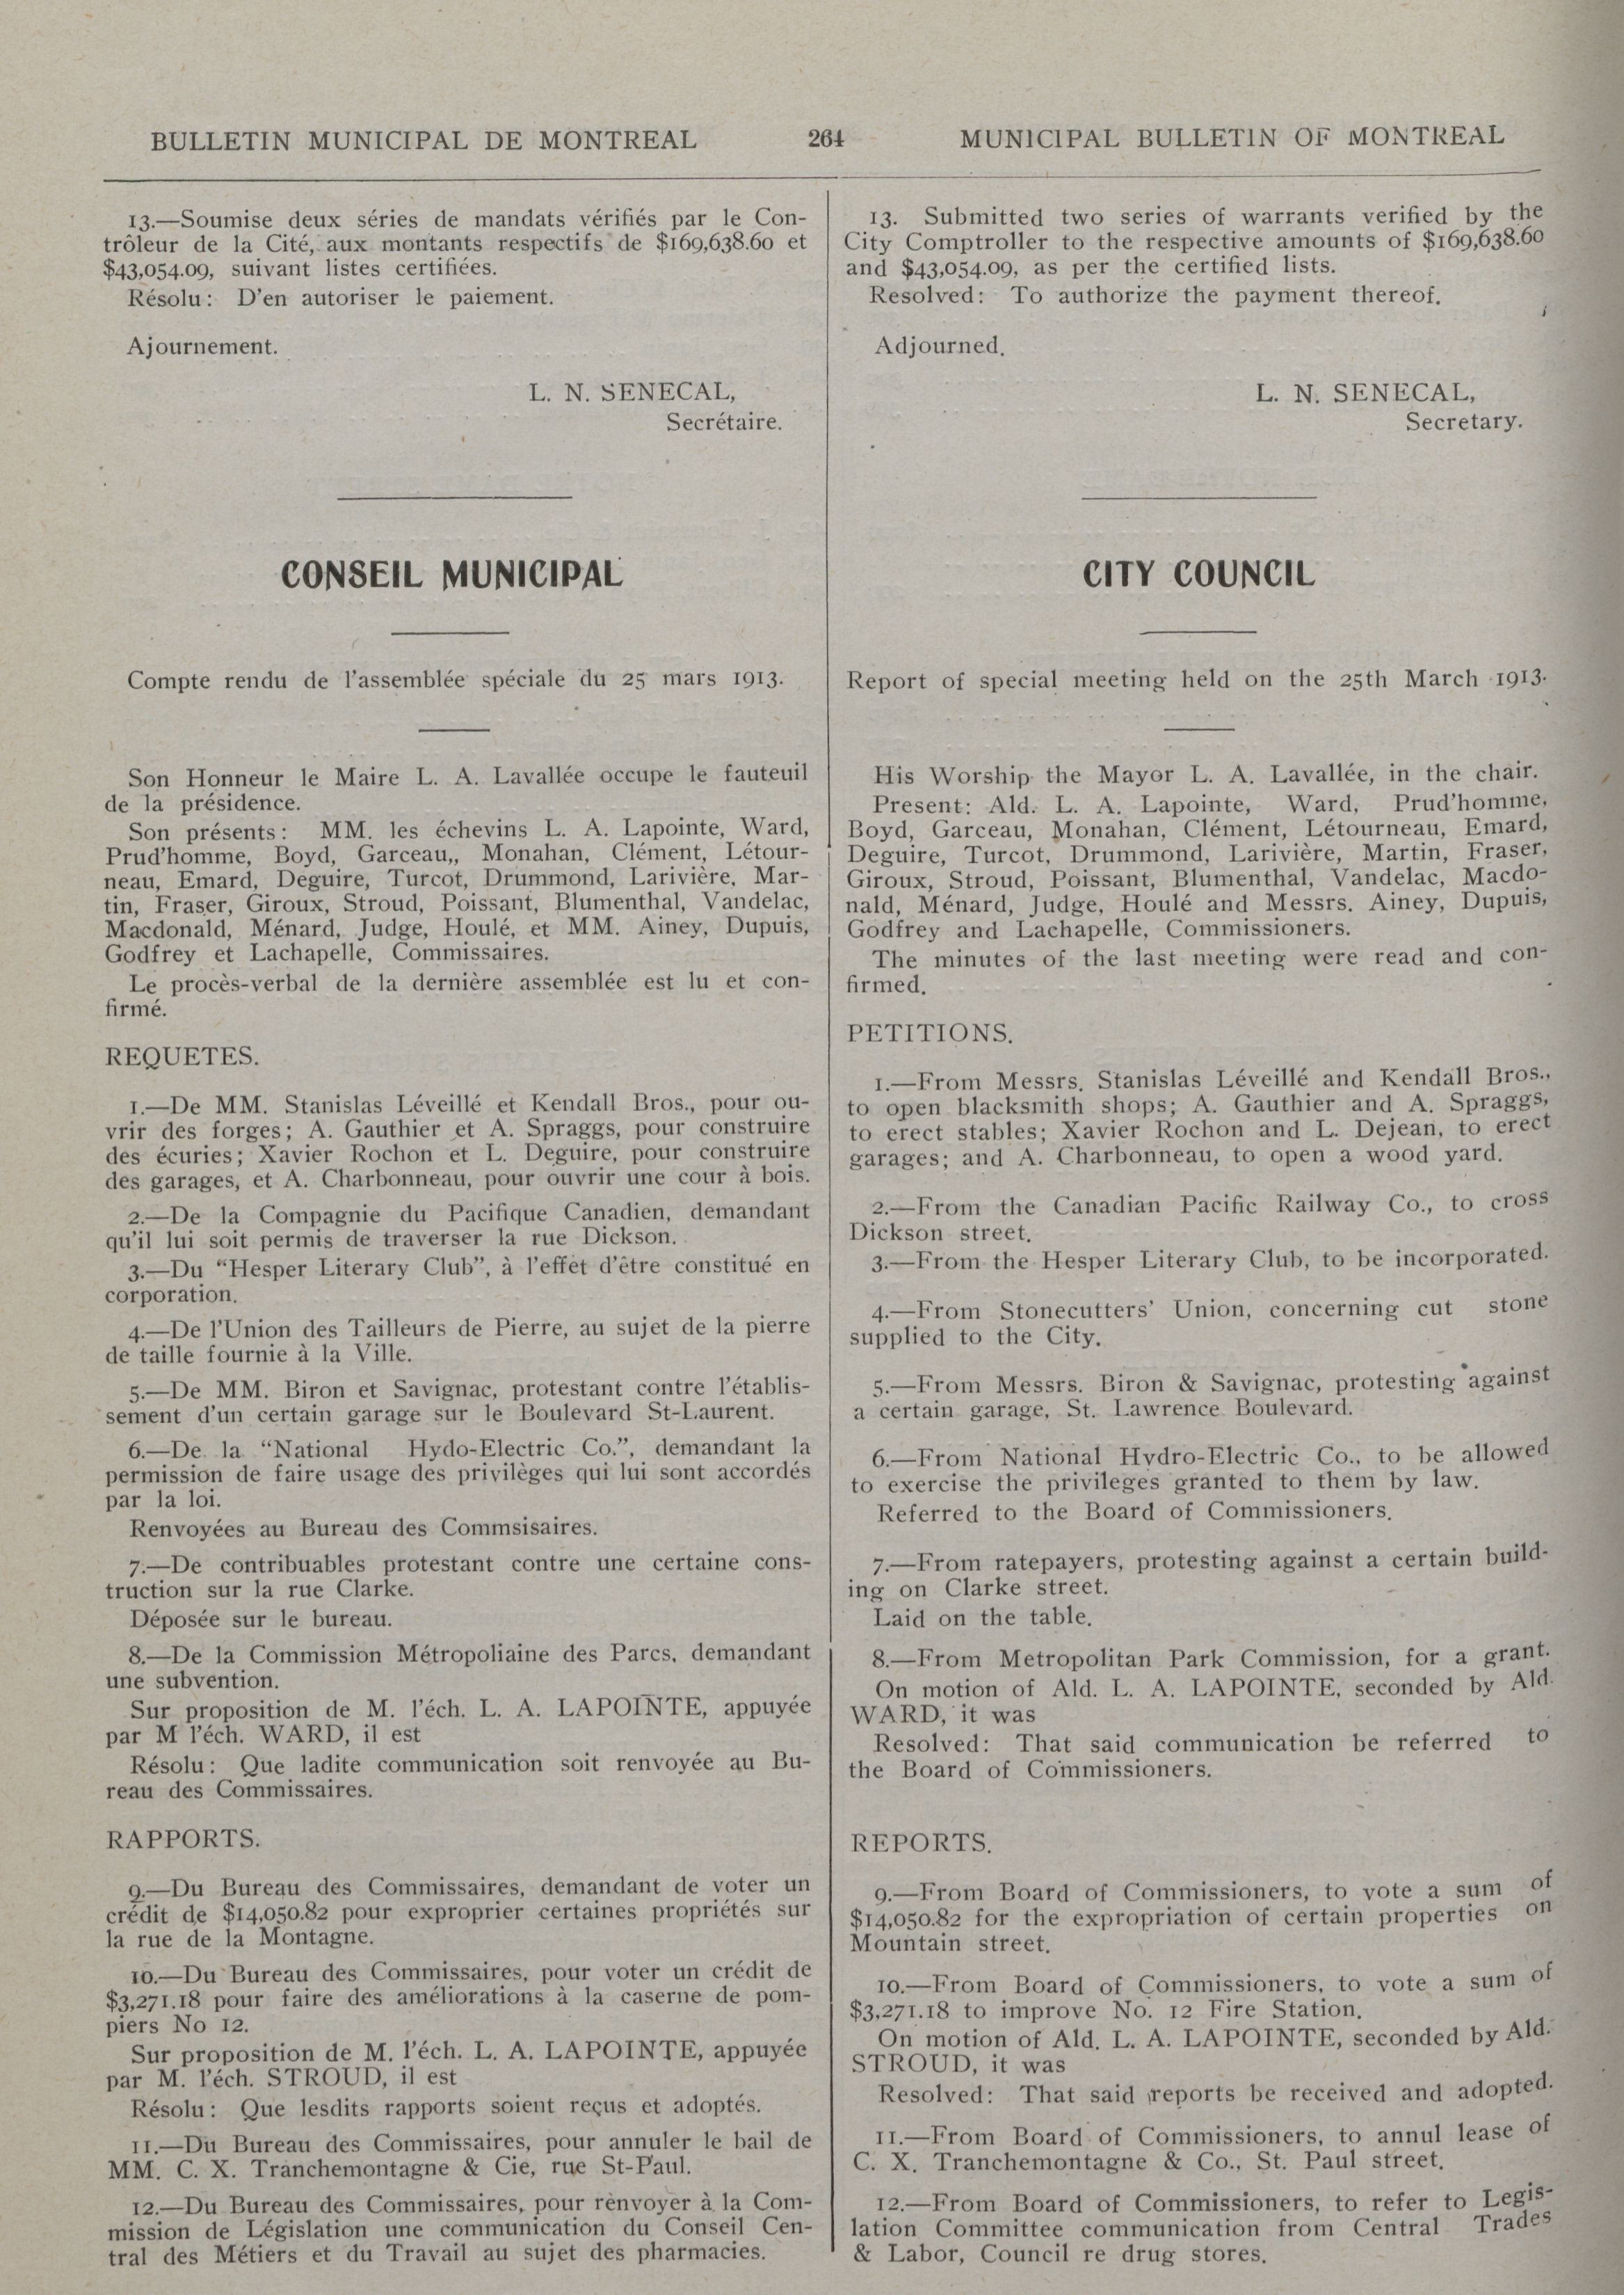 BULLETIN MUNICIPAL DE MONTREAL 264 MUNICIPAL BULLETIN OF MONTREAL
13.—Soumise deux séries de mandats vérifiés par le Con-
trôleur de la Cité, aux montants respectifs de $169,638.60 et
$43,054.09, suivant listes certifiées.
Résolu: D'en autoriser le paiement.
Ajournement.
L. N. SENECAL,
Secrétaire.
CONSEIL MUNICIPAL
Compte rendu de l'assemblée spéciale du 25 mars 1913.
Son Honneur le Maire L. A. Lavallée occupe le fauteuil
de la présidence.
Son présents: MM. les échevins L. A. Lapointe, Ward,
Prud'homme, Boyd, Garceau,, Monahan, Clément, Létour-
neau, Emard, Deguire, Turcot, Drummond, Larivière, Mar-
tin, Fraser, Giroux, Stroud, Poissant, Blumenthal, Vandelac,
Macdonald, Ménard, Judge, Houlé, et MM. Ainey, Dupuis,
Godfrey et Lachapelle, Commissaires.
Le procès-verbal de la dernière assemblée est lu et con-
firmé.
REQUETES.
1.—De MM. Stanislas Léveillé et Kendall Bros., pour ou-
vrir des forges; A. Gauthier et A. Spraggs, pour construire
des écuries; Xavier Rochon et L. Deguire, pour construire
des garages, et A. Charbonneau, pour ouvrir une cour à bois.
2.—De la Compagnie du Pacifique Canadien, demandant
qu'il lui soit permis de traverser la rue Dickson.
3.—Du "Hesper Literary Club", à l'effet d'être constitué en
corporation.
4.—De l'Union des Tailleurs de Pierre, au sujet de la pierre
de taille fournie à la Ville.
5.—De MM. Biron et Savignac, protestant contre l'établis-
sement d'un certain garage sur le Boulevard St-Laurent.
6.—De la "National Hydo-Electric Co.", demandant la
permission de faire usage des privilèges qui lui sont accordés
par la loi.
Renvoyées au Bureau des Commsisaires.
7.—De contribuables protestant contre une certaine cons-
truction sur la rue Clarke.
Déposée sur le bureau.
8.—De la Commission Métropoliaine des Parcs, demandant
une subvention.
Sur proposition de M. l'éch. L. A. LAPOINTE, appuyée
par M l'éch. WARD, il est
Résolu: Que ladite communication soit renvoyée au Bu-
reau des Commissaires.
RAPPORTS.
9.—Du Bureau des Commissaires, demandant de voter un
crédit de $14,050.82 pour exproprier certaines propriétés sur
la rue de la Montagne.
10.—Du Bureau des Commissaires, pour voter un crédit de
$3,271.18 pour faire des améliorations à la caserne de pom-
piers No 12.
Sur proposition de M. l'éch. L. A. LAPOINTE, appuyée
par M. l'éch. STROUD, il est
Résolu: Que lesdits rapports soient reçus et adoptés.
11.—Du Bureau des Commissaires, pour annuler le bail de
MM. C. X. Tranchemontagne & Cie, rue St-Paul.
12.—Du Bureau des Commissaires, pour renvoyer à la Com-
mission de Législation une communication du Conseil Cen-
tral des Métiers et du Travail au sujet des pharmacies.
13. Submitted two series of warrants verified by the
City Comptroller to the respective amounts of $169,638.60
and $43,054.09, as per the certified lists.
Resolved: To authorize the payment thereof.
Adjourned.
L. N. SENECAL,
Secretary.
CITY COUNCIL
Report of special meeting held on the 25th March 1913.
His Worship the Mayor L. A. Lavallée, in the chair.
Present: Ald. L. A. Lapointe, Ward, Prud'homme,
Boyd, Garceau, Monahan, Clément, Létourneau, Emard,
Deguire, Turcot, Drummond, Larivière, Martin, Fraser,
Giroux, Stroud, Poissant, Blumenthal, Vandelac, Macdo-
nald, Ménard, Judge, Houlé and Messrs. Ainey, Dupuis,
Godfrey and Lachapelle, Commissioners.
The minutes of the last meeting were read and con-
firmed.
PETITIONS.
1.—From Messrs. Stanislas Léveillé and Kendall Bros.,
to open blacksmith shops; A. Gauthier and A. Spraggs,
to erect stables; Xavier Rochon and L. Dejean, to erect
garages; and A. Charbonneau, to open a wood yard.
2.—From the Canadian Pacific Railway Co., to cross
Dickson street.
3.—From the Hesper Literary Club, to be incorporated.
4.—From Stonecutters' Union, concerning cut stone
supplied to the City.
5.—From Messrs. Biron & Savignac, protesting against
a certain garage, St. Lawrence Boulevard.
6.—From National Hydro-Electric Co., to be allowed
to exercise the privileges granted to them by law.
Referred to the Board of Commissioners.
7.—From ratepayers, protesting against a certain build-
ing on Clarke street.
Laid on the table.
8.—From Metropolitan Park Commission, for a grant.
On motion of Ald. L. A. LAPOINTE, seconded by Ald.
WARD, it was
Resolved: That said communication be referred to
the Board of Commissioners.
REPORTS.
9.—From Board of Commissioners, to vote a sum of
$14,050.82 for the expropriation of certain properties on
Mountain street.
10.—From Board of Commissioners, to vote a sum of
$3,271.18 to improve No. 12 Fire Station.
On motion of Ald. L. A. LAPOINTE, seconded by Ald.
STROUD, it was
Resolved: That said reports be received and adopted.
11.—From Board of Commissioners, to annul lease of
C. X. Tranchemontagne & Co., St. Paul street.
12.—From Board of Commissioners, to refer to Legis-
lation Committee communication from Central Trades
& Labor, Council re drug stores.